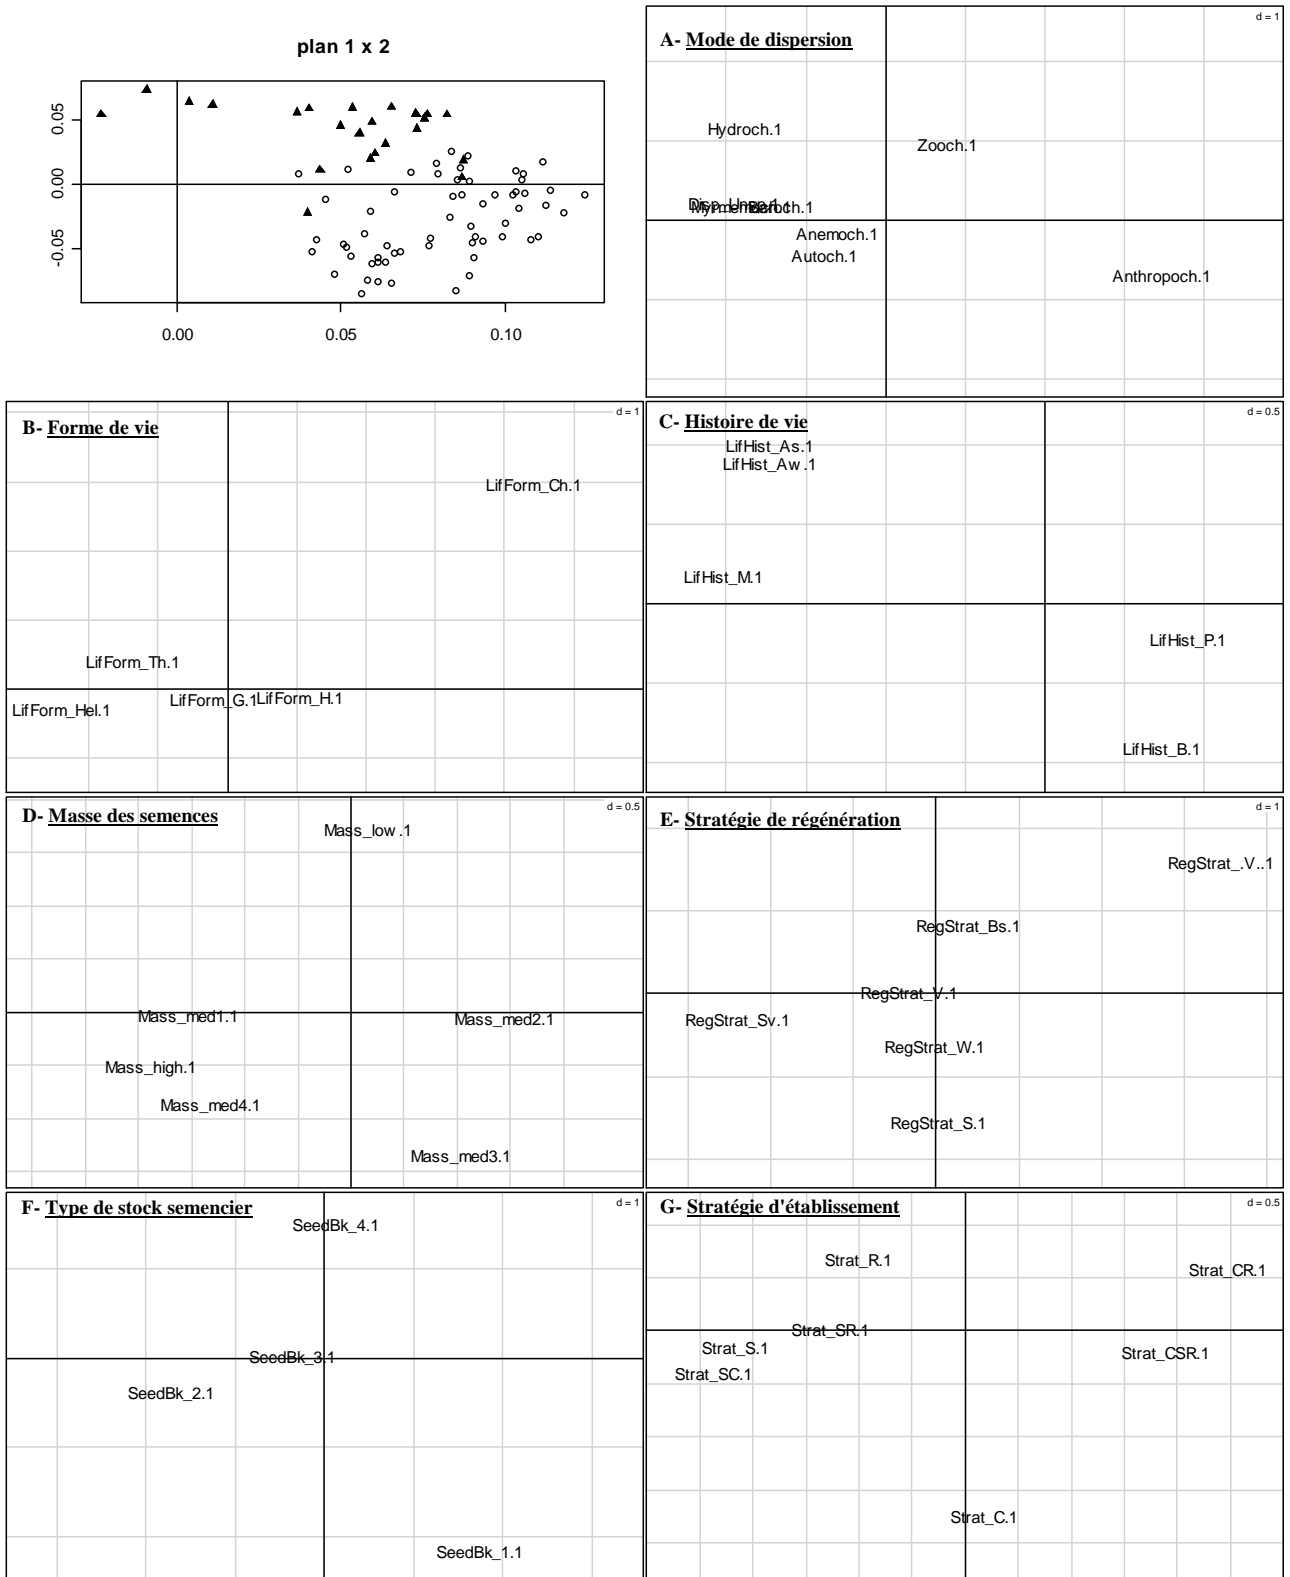 plan 1 x 2
0.05
0.00
-0.05
0.00
0.05
0.10
A- Mode de dispersion
d = 1
Hydroch.1
Zooch.1
Anemoch.1
Autoch.1
Anthropoch.1
B- Forme de vie
d = 1
LifForm_Ch.1
LifForm_Th.1
LifForm_G.1
LifForm_H.1
LifForm_Hel.1
C- Histoire de vie
d = 0.5
LifHist_As.1
LifHist_Aw.1
LifHist_M.1
LifHist_P.1
LifHist_B.1
D- Masse des semences
d = 0.5
Mass_low.1
Mass_med1.1
Mass_med2.1
Mass_high.1
Mass_med4.1
Mass_med3.1
E- Stratégie de régénération
d = 1
RegStrat_.V..1
RegStrat_Bs.1
RegStrat_V.1
RegStrat_Sv.1
RegStrat_W.1
RegStrat_S.1
F- Type de stock semencier
d = 1
SeedBk_4.1
SeedBk_3.1
SeedBk_2.1
SeedBk_1.1
G- Stratégie d'établissement
d = 0.5
Strat_R.1
Strat_CR.1
Strat_SR.1
Strat_S.1
Strat_CSR.1
Strat_SC.1
Strat_C.1